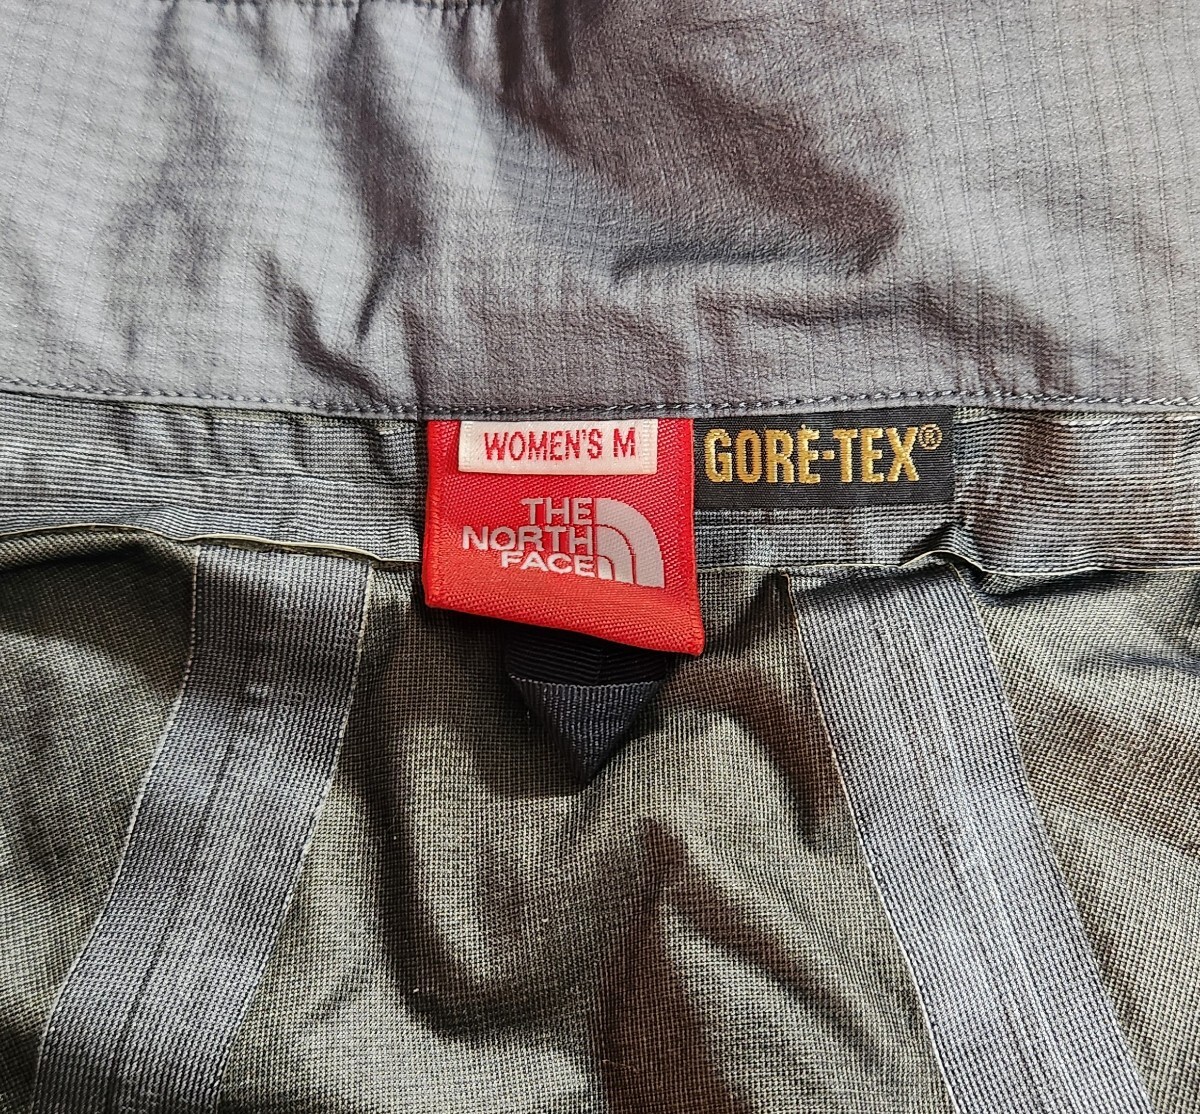 WOMEN'S M
THE
NORTH
FACE
GORE-TEX®